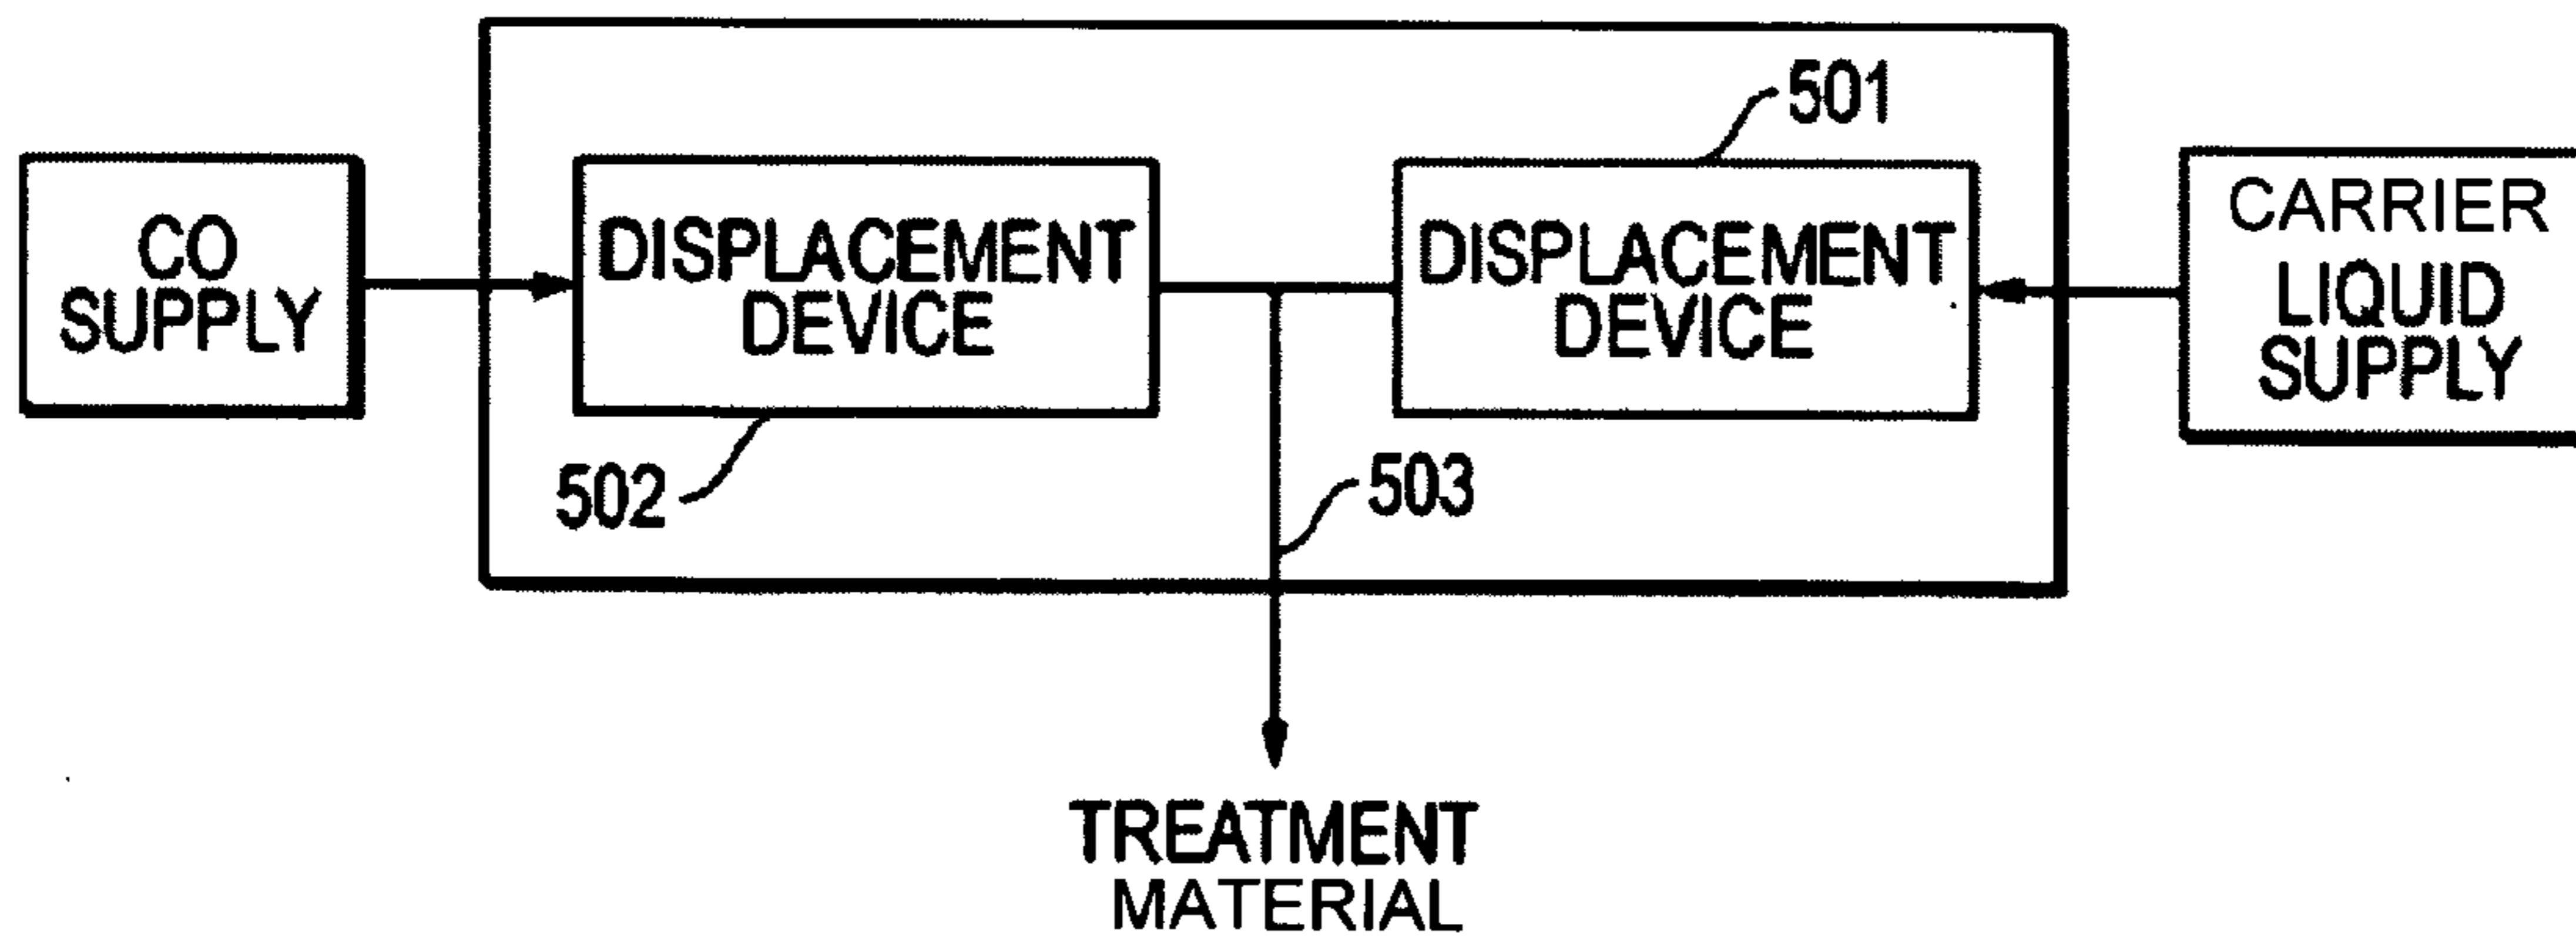 501
CO
SUPPLY
DISPLACEMENT
DEVICE
DISPLACEMENT
DEVICE
CARRIER
LIQUID
SUPPLY
502
503
TREATMENT
MATERIAL